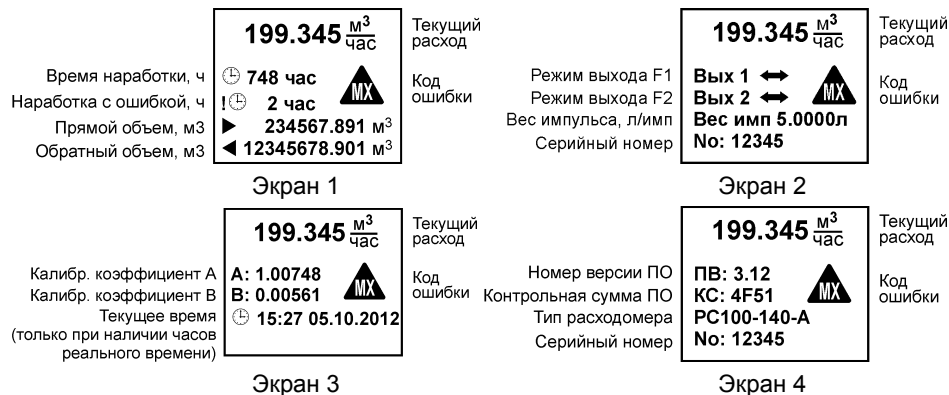 199.345 м³/час
Текущий расход
Время наработки, ч
748 час
MX
Код ошибки
Наработка с ошибкой, ч
! 2 час
Прямой объем, м3
▶ 234567.891 м³
Обратный объем, м3
◀ 12345678.901 м³
Экран 1
199.345 м³/час
Текущий расход
Режим выхода F1
Вых 1 ⬌
MX
Код ошибки
Режим выхода F2
Вых 2 ⬌
Вес импульса, л/имп
Вес имп 5.0000л
Серийный номер
No: 12345
Экран 2
199.345 м³/час
Текущий расход
Калибр. коэффициент А
A: 1.00748
MX
Код ошибки
Калибр. коэффициент В
B: 0.00561
Текущее время
(только при наличии часов
реального времени)
15:27 05.10.2012
Экран 3
199.345 м³/час
Текущий расход
Номер версии ПО
ПВ: 3.12
MX
Код ошибки
Контрольная сумма ПО
КС: 4F51
Тип расходомера
РС100-140-А
Серийный номер
No: 12345
Экран 4